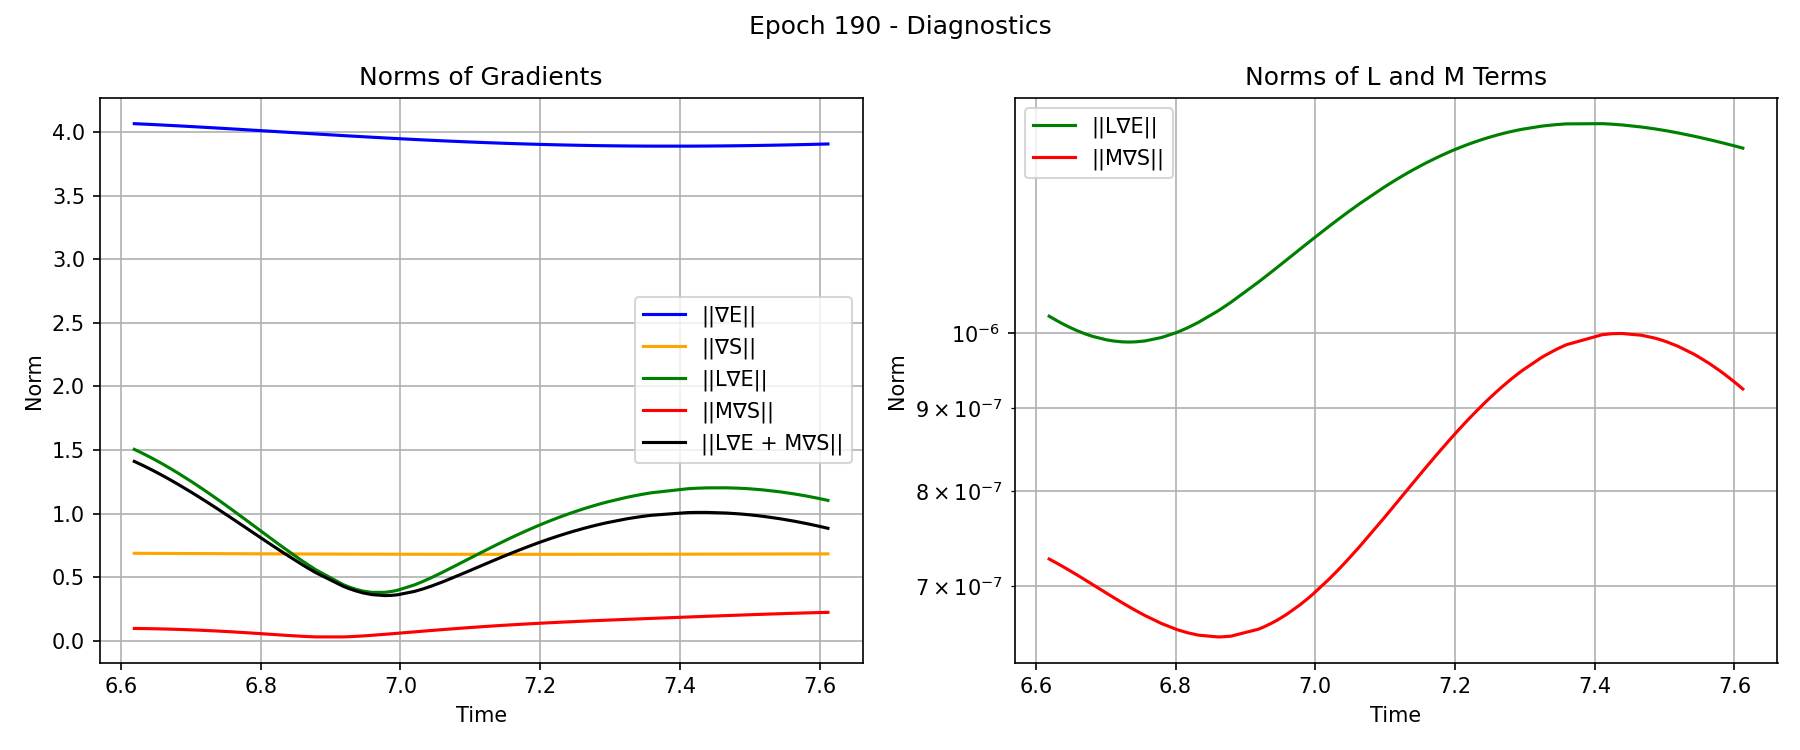 Epoch 190 - Diagnostics
Norms of Gradients
Norm
4.0
3.5
3.0
2.5
2.0
1.5
1.0
0.5
0.0
||∇E||
||∇S||
||L∇E||
||M∇S||
||L∇E + M∇S||
6.6 6.8 7.0 7.2 7.4 7.6
Time
Norms of L and M Terms
Norm
||L∇E||
||M∇S||
10⁻⁶
9 × 10⁻⁷
8 × 10⁻⁷
7 × 10⁻⁷
6.6 6.8 7.0 7.2 7.4 7.6
Time